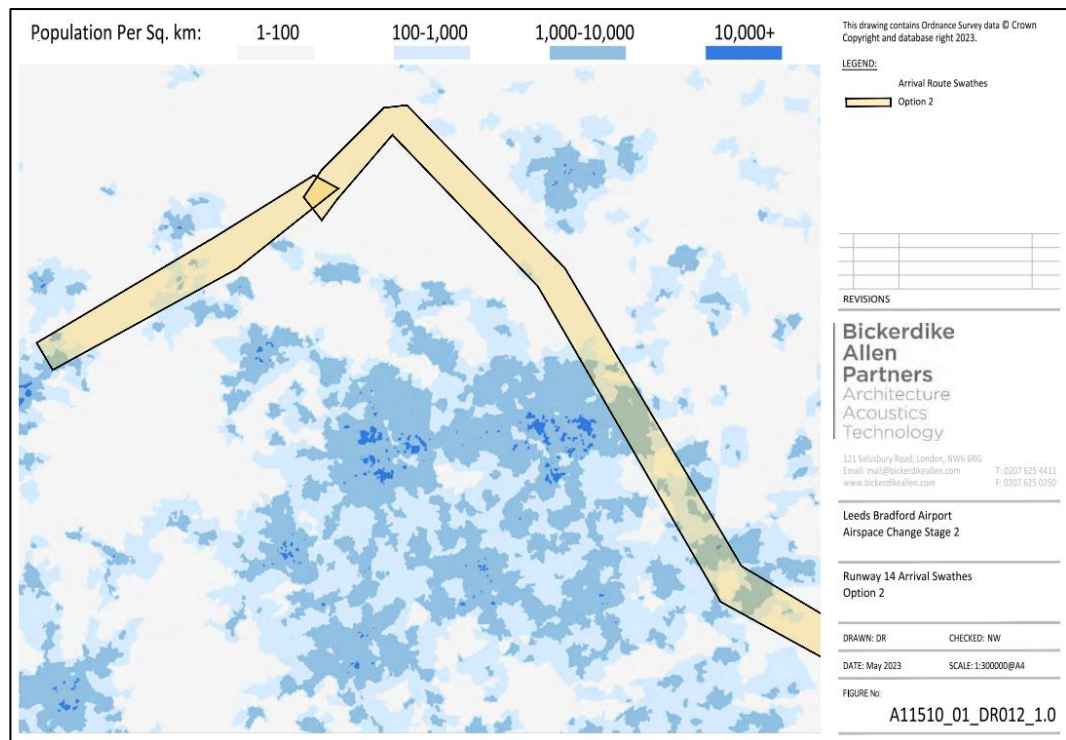 Population Per Sq. km: 1-100 100-1,000 1,000-10,000 10,000+
This drawing contains Ordnance Survey data © Crown
Copyright and database right 2023.
LEGEND:
Arrival Route Swathes
Option 2
REVISIONS
Bickerdike
Allen
Partners
Architecture
Acoustics
Technology
121 Salusbury Road, London, NW6 6RG
Email: mail@bickerdikeallen.com T: 0207 625 4411
www.bickerdikeallen.com F: 0207 625 0250
Leeds Bradford Airport
Airspace Change Stage 2
Runway 14 Arrival Swathes
Option 2
DRAWN: DR CHECKED: NW
DATE: May 2023 SCALE: 1:300000@A4
FIGURE No:
A11510_01_DR012_1.0